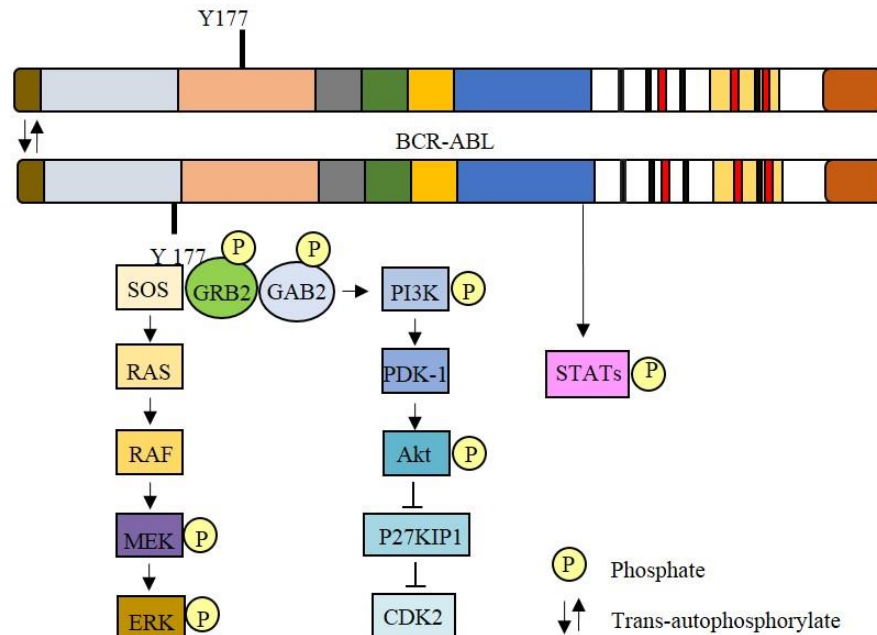 Y177
BCR-ABL
Y 177
P
P
SOS
GRB2
GAB2
PI3K
P
RAS
PDK-1
STATs
P
RAF
Akt
P
MEK
P
P27KIP1
P
Phosphate
ERK
P
CDK2
Trans-autophosphorylate